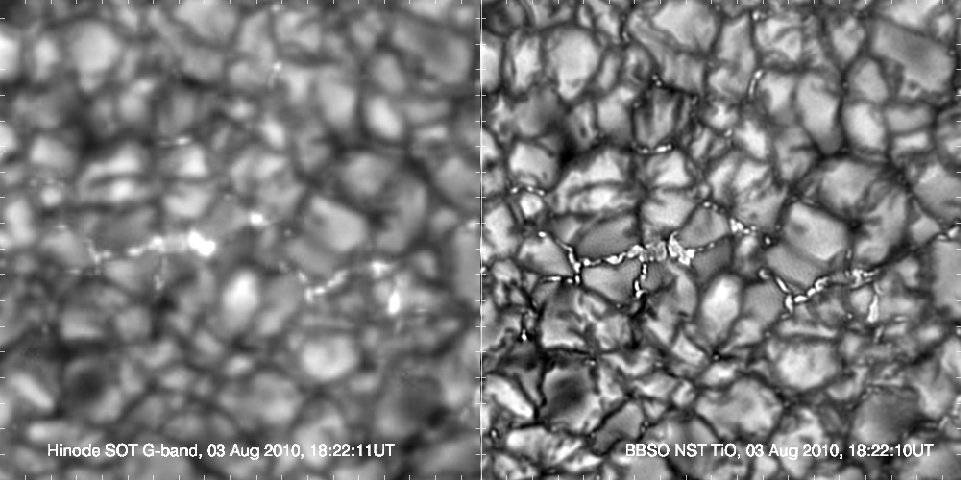 Hinode SOT G-band, 03 Aug 2010, 18:22:11UT
BBSO NST TiO, 03 Aug 2010, 18:22:10UT